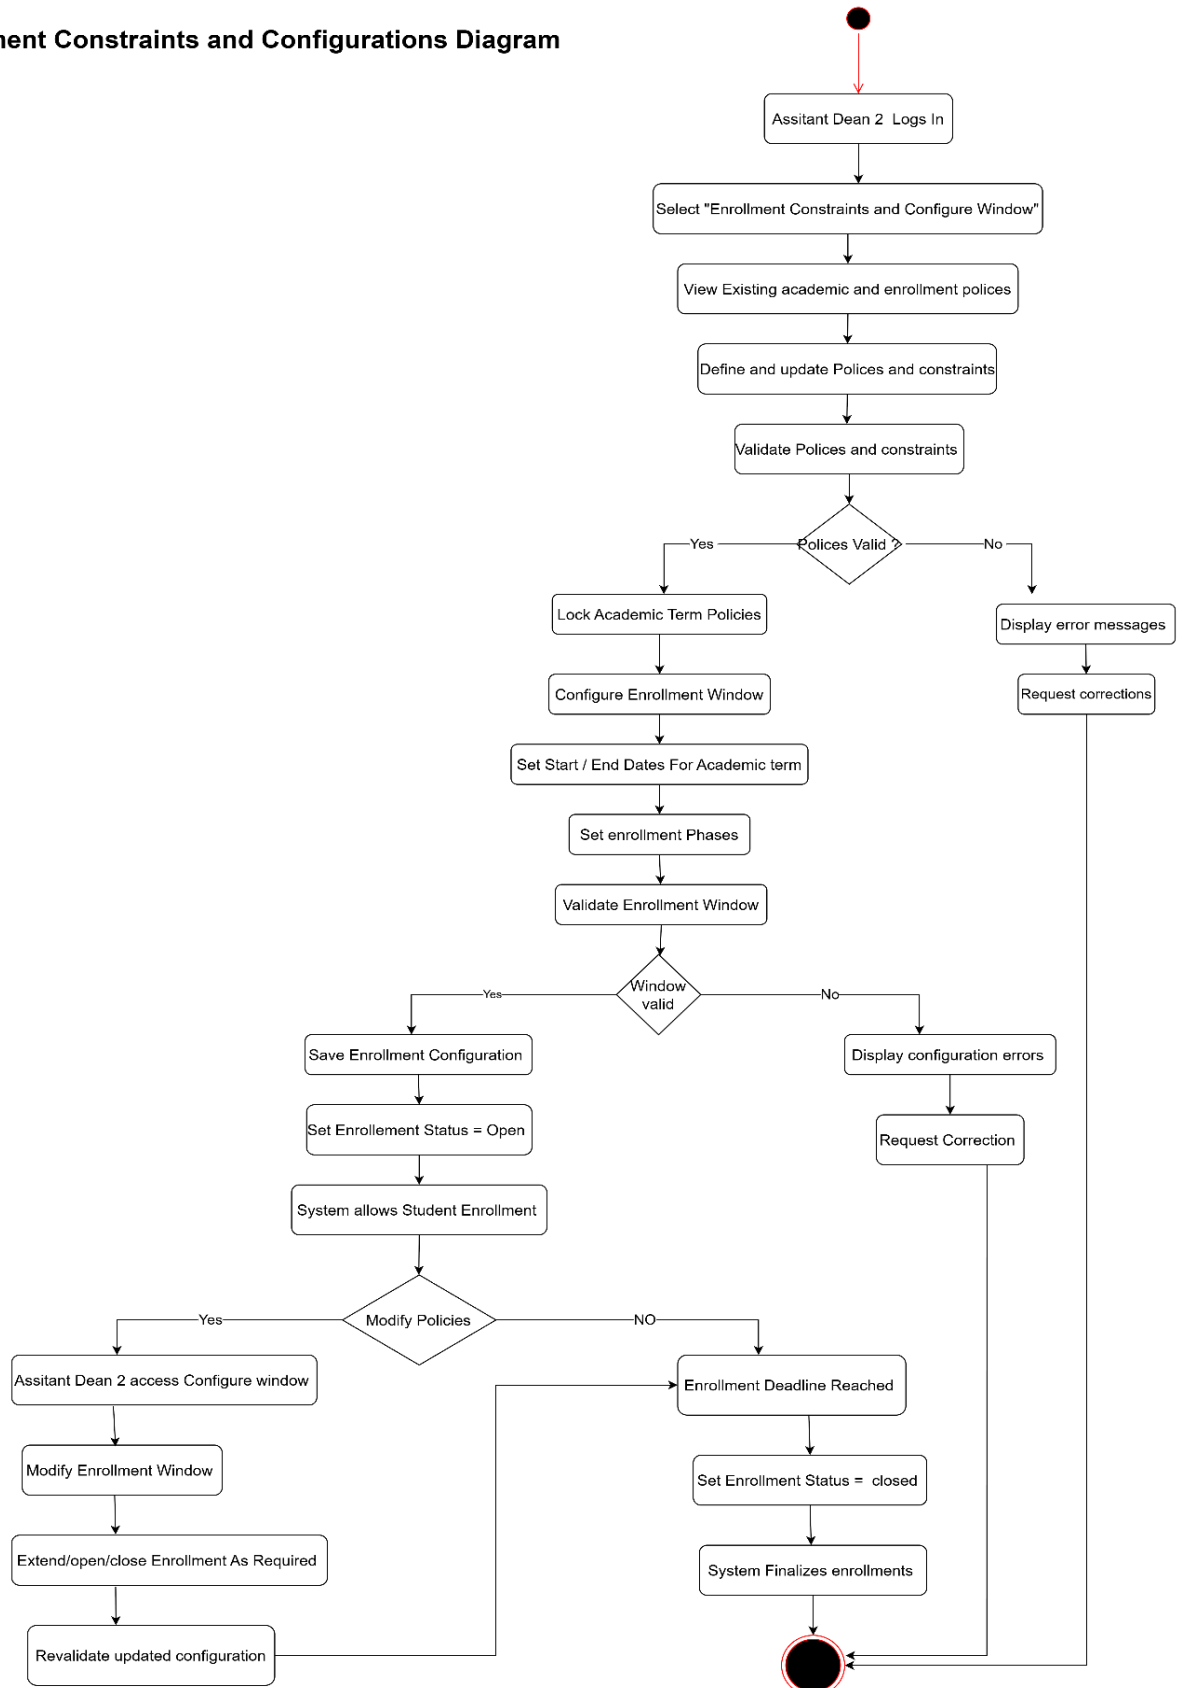 ment Constraints and Configurations Diagram
Assitant Dean 2 Logs In
Select "Enrollment Constraints and Configure Window"
View Existing academic and enrollment polices
Define and update Polices and constraints
Validate Polices and constraints
Yes
Polices Valid ?
No
Lock Academic Term Policies
Display error messages
Configure Enrollment Window
Request corrections
Set Start / End Dates For Academic term
Set enrollment Phases
Validate Enrollment Window
Yes
Window
valid
No
Save Enrollment Configuration
Display configuration errors
Set Enrollement Status = Open
Request Correction
System allows Student Enrollment
Yes
Modify Policies
NO
Assitant Dean 2 access Configure window
Enrollment Deadline Reached
Modify Enrollment Window
Set Enrollment Status = closed
Extend/open/close Enrollment As Required
System Finalizes enrollments
Revalidate updated configuration